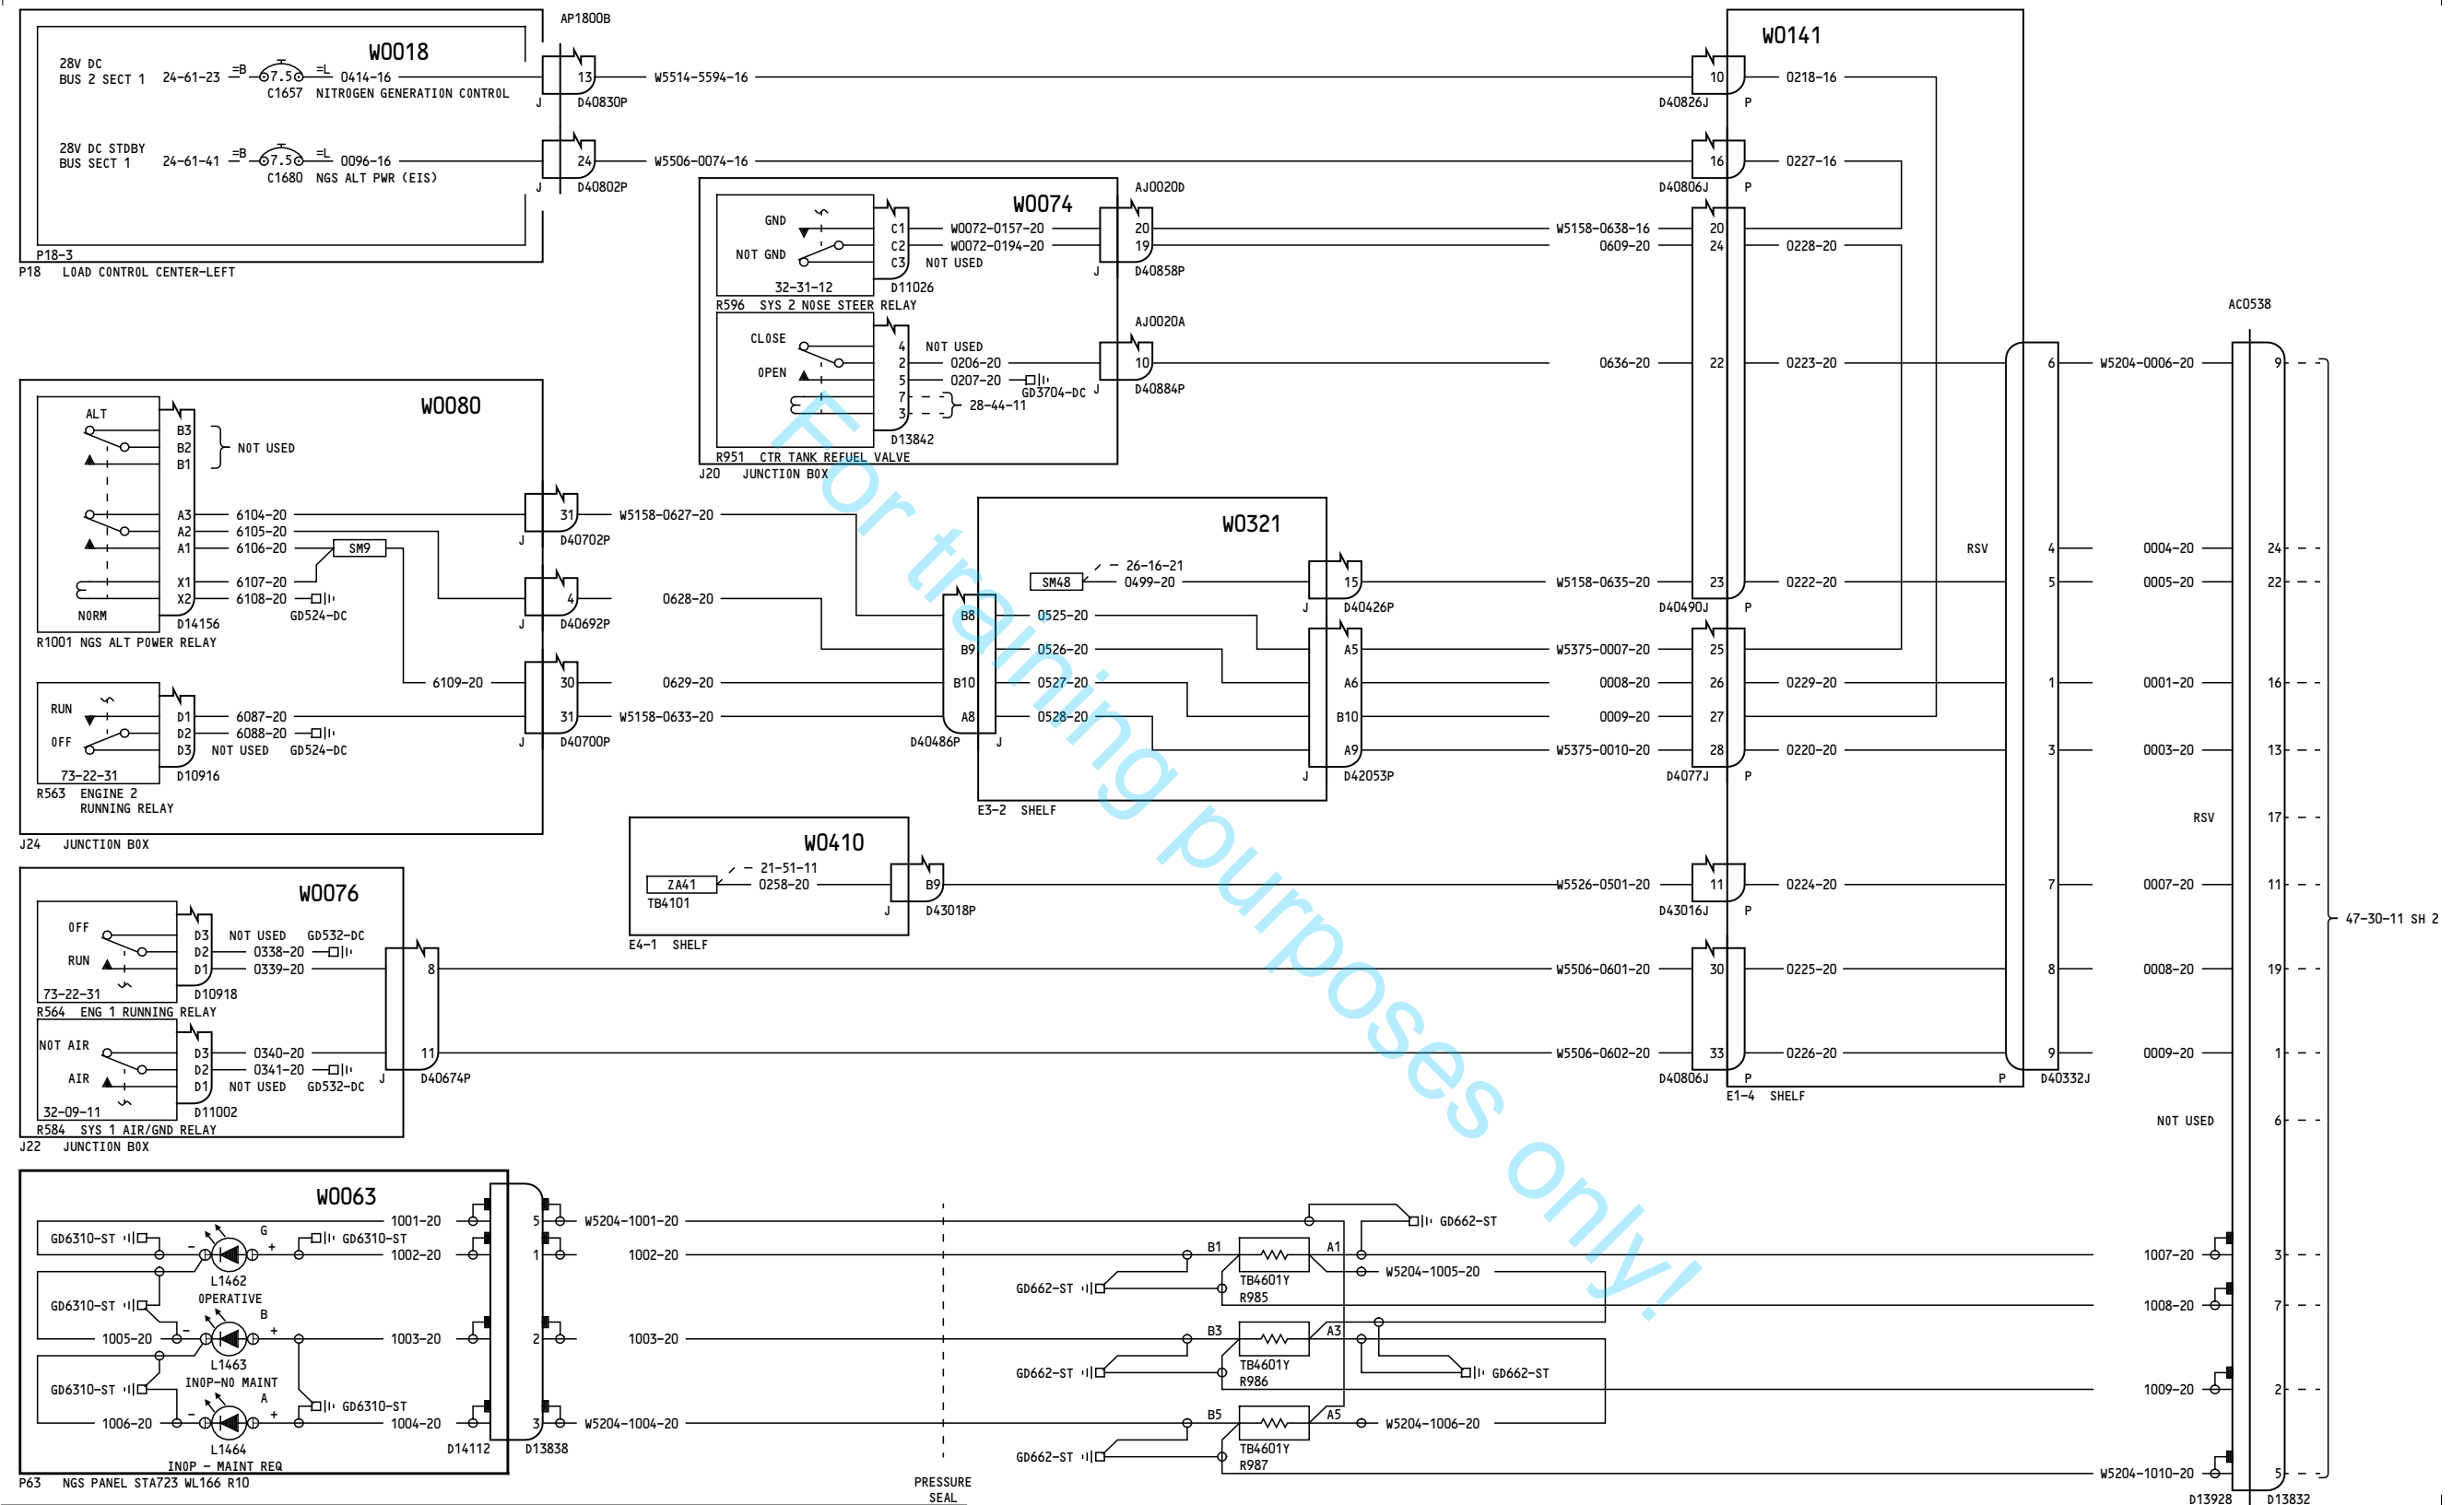 AP1800B
W0018
28V DC
BUS 2 SECT 1 24-61-23 =B 7.5 =L 0414-16 13 W5514-5594-16
C1657 NITROGEN GENERATION CONTROL
J D40830P
28V DC STDBY
BUS SECT 1 24-61-41 =B 7.5 =L 0096-16 24 W5506-0074-16
C1680 NGS ALT PWR (EIS)
J D40802P
P18-3
P18 LOAD CONTROL CENTER-LEFT
W0074
AJ0020D
GND
NOT GND
C1 W0072-0157-20 20
C2 W0072-0194-20 19
C3 NOT USED
J D40858P
32-31-12 D11026
R596 SYS 2 NOSE STEER RELAY
AJ0020A
CLOSE
OPEN
4 NOT USED
2 0206-20 10
5 0207-20
GD3704-DC J D40884P
7
3
28-44-11
D13842
R951 CTR TANK REFUEL VALVE
J20 JUNCTION BOX
W0080
ALT
B3
B2
B1
NOT USED
A3 6104-20 31 W5158-0627-20
A2 6105-20
A1 6106-20 SM9
J D40702P
X1 6107-20
X2 6108-20
GD524-DC
4 0628-20
J D40692P
NORM D14156
R1001 NGS ALT POWER RELAY
6109-20 30 0629-20
RUN
OFF
D1 6087-20 31 W5158-0633-20
D2 6088-20
D3 NOT USED GD524-DC
J D40700P
73-22-31 D10916
R563 ENGINE 2
RUNNING RELAY
J24 JUNCTION BOX
W0321
26-16-21
SM48 0499-20 15 W5158-0635-20
J D40426P
B8 0525-20 A5 W5375-0007-20
B9 0526-20 A6 0008-20
B10 0527-20 B10 0009-20
A8 0528-20 A9 W5375-0010-20
D40486P J
J D42053P
E3-2 SHELF
W0410
21-51-11
ZA41 0258-20 B9 W5526-0501-20
TB4101
J D43018P
E4-1 SHELF
W0076
OFF
RUN
D3 NOT USED GD532-DC
D2 0338-20
D1 0339-20 8 W5506-0601-20
73-22-31 D10918
R564 ENG 1 RUNNING RELAY
NOT AIR
AIR
D3 0340-20 11 W5506-0602-20
D2 0341-20
D1 NOT USED GD532-DC
J D40674P
32-09-11 D11002
R584 SYS 1 AIR/GND RELAY
J22 JUNCTION BOX
W0141
10 0218-16
D40826J P
16 0227-16
D40806J P
W5158-0638-16 20
0609-20 24 0228-20
0636-20 22 0223-20 6 W5204-0006-20 9
AC0538
RSV 4 0004-20 24
23 0222-20 5 0005-20 22
D40490J P
25
26 0229-20 1 0001-20 16
27
28 0220-20 3 0003-20 13
D4077J P
RSV 17
11 0224-20 7 0007-20 11
D43016J P
47-30-11 SH 2
30 0225-20 8 0008-20 19
33 0226-20 9 0009-20 1
D40806J P P D40332J
E1-4 SHELF
NOT USED 6
W0063
1001-20 5 W5204-1001-20
GD662-ST
GD6310-ST - G + GD6310-ST
1002-20 1 1002-20 B1 A1 1007-20 3
L1462
OPERATIVE
GD662-ST TB4601Y W5204-1005-20
R985
1008-20 7
GD6310-ST
1005-20 - B + 1003-20 2 1003-20 B3 A3
L1463
INOP-NO MAINT
GD662-ST TB4601Y GD662-ST
R986
1009-20 2
GD6310-ST A GD6310-ST
1006-20 - + 1004-20 3 W5204-1004-20 B5 A5 W5204-1006-20
L1464
INOP - MAINT REQ
D14112 D13838
GD662-ST TB4601Y
R987
W5204-1010-20 5
P63 NGS PANEL STA723 WL166 R10
PRESSURE
SEAL
D13928 D13832
For training purposes only!